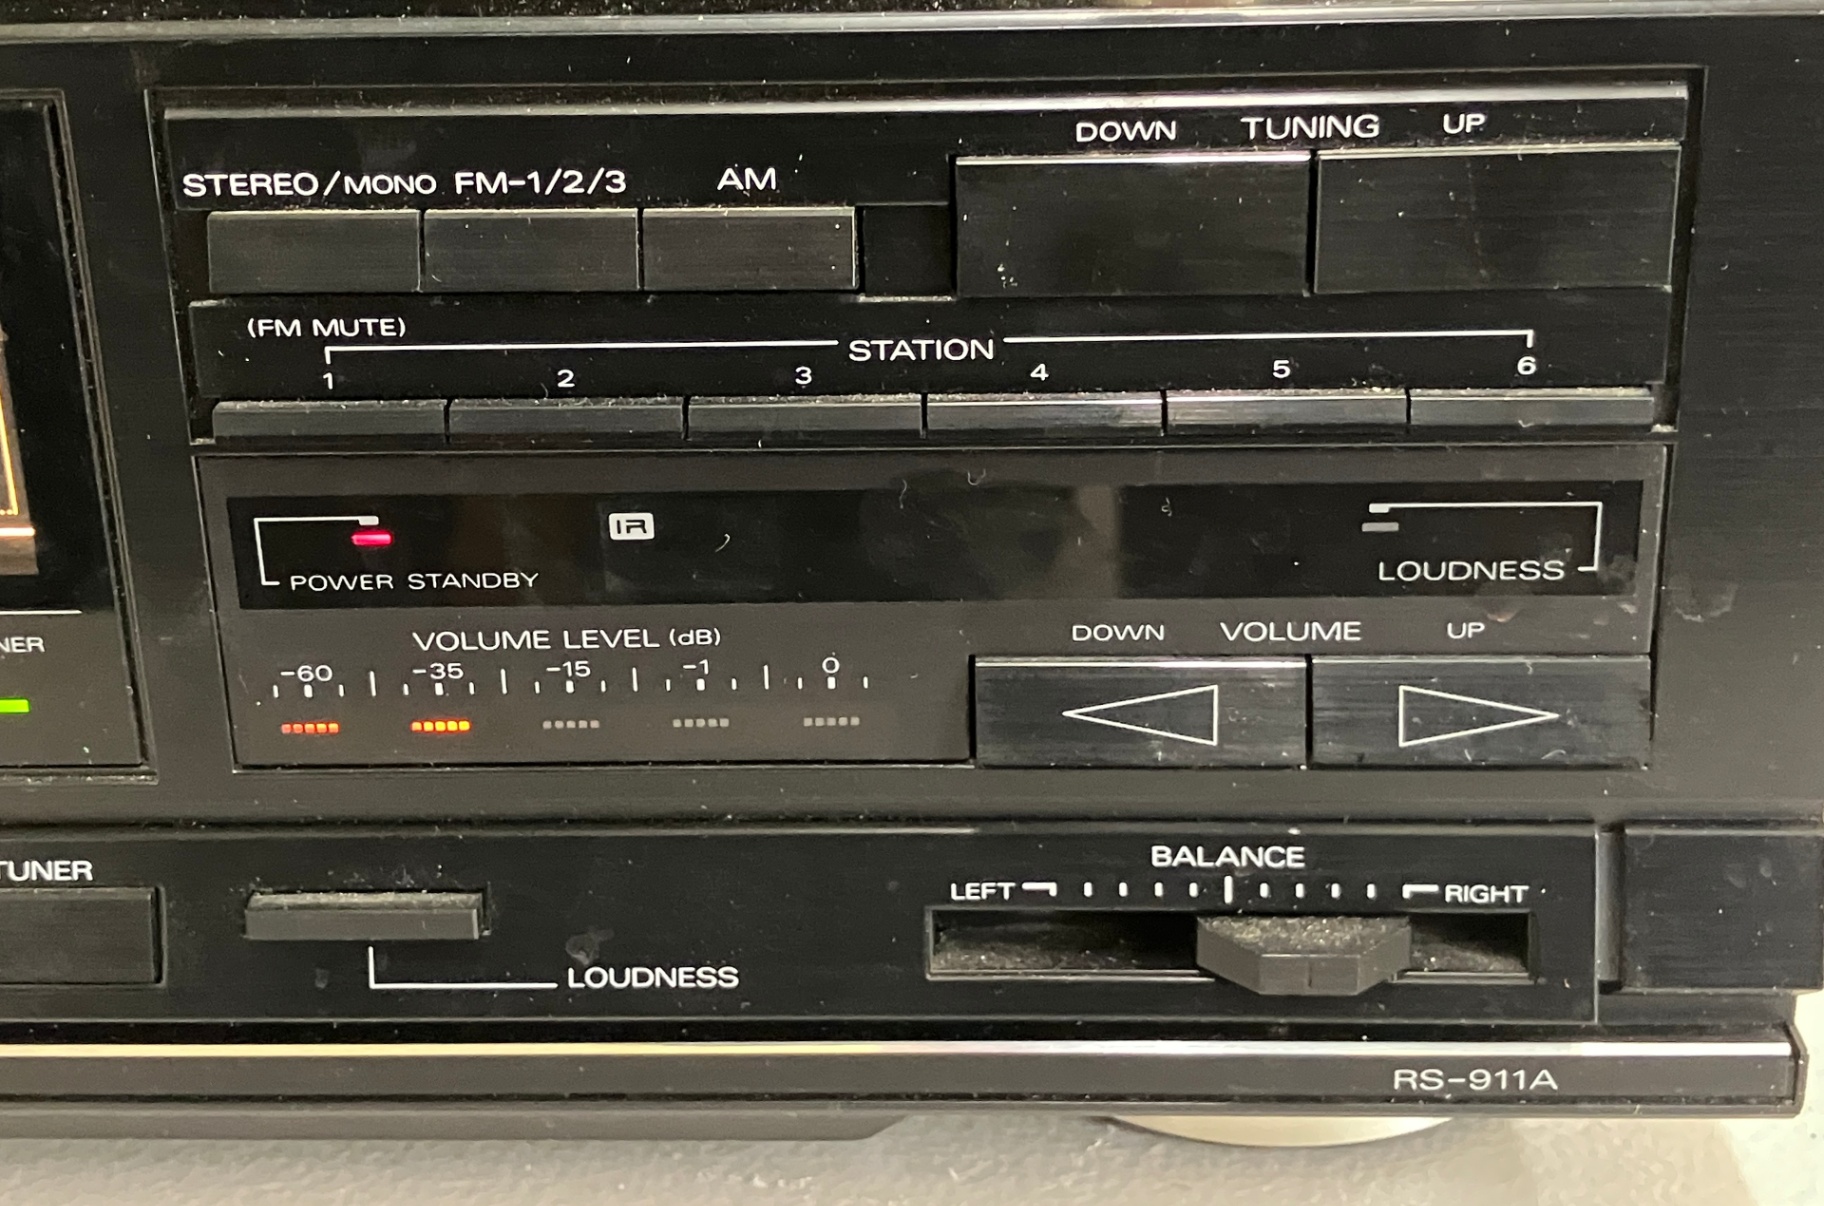 DOWN TUNING UP
STEREO/MONO FM-1/2/3 AM
(FM MUTE)
STATION
1 2 3 4 5 6
IR
POWER STANDBY
LOUDNESS
VOLUME LEVEL (dB)
-60 -35 -15 -1 0
DOWN VOLUME UP
NER
TUNER
LOUDNESS
BALANCE
LEFT RIGHT
RS-911A